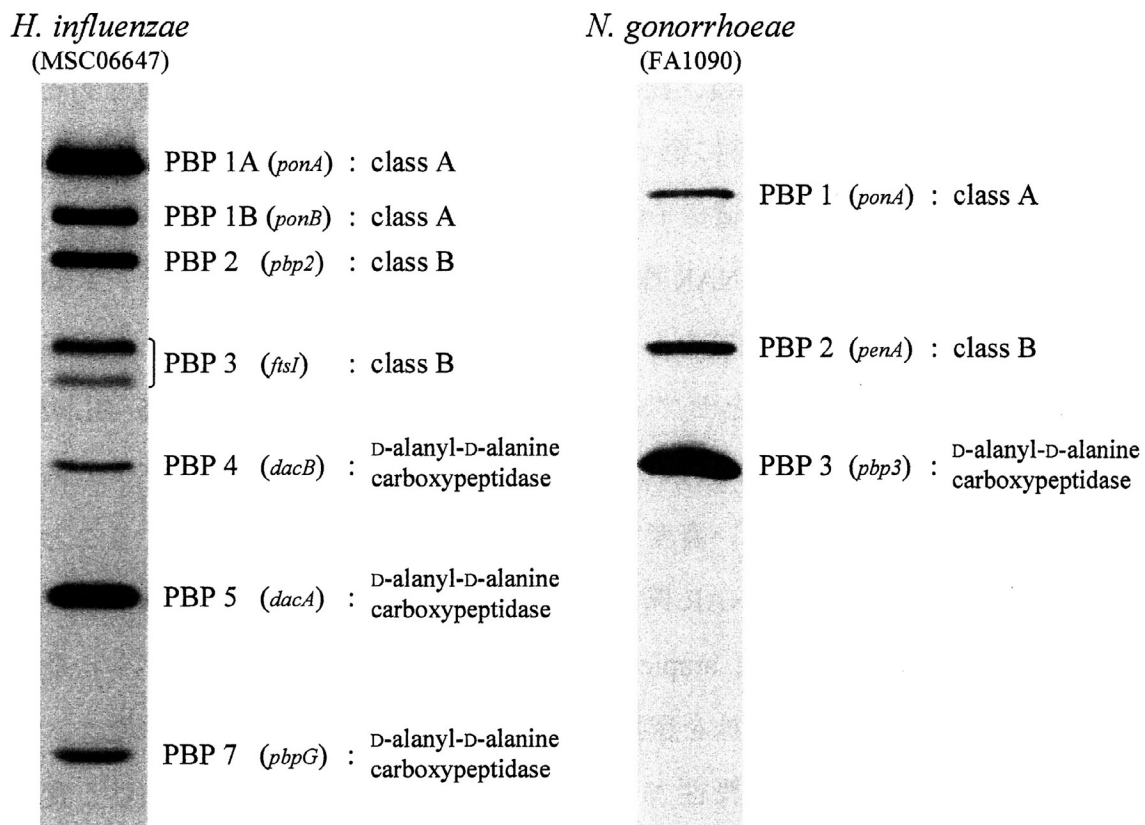 H. influenzae
(MSC06647)
PBP 1A (ponA) : class A
PBP 1B (ponB) : class A
PBP 2 (pbp2) : class B
PBP 3 (ftsI) : class B
PBP 4 (dacB) : D-alanyl-D-alanine
carboxypeptidase
PBP 5 (dacA) : D-alanyl-D-alanine
carboxypeptidase
PBP 7 (pbpG) : D-alanyl-D-alanine
carboxypeptidase
N. gonorrhoeae
(FA1090)
PBP 1 (ponA) : class A
PBP 2 (penA) : class B
PBP 3 (pbp3) : D-alanyl-D-alanine
carboxypeptidase